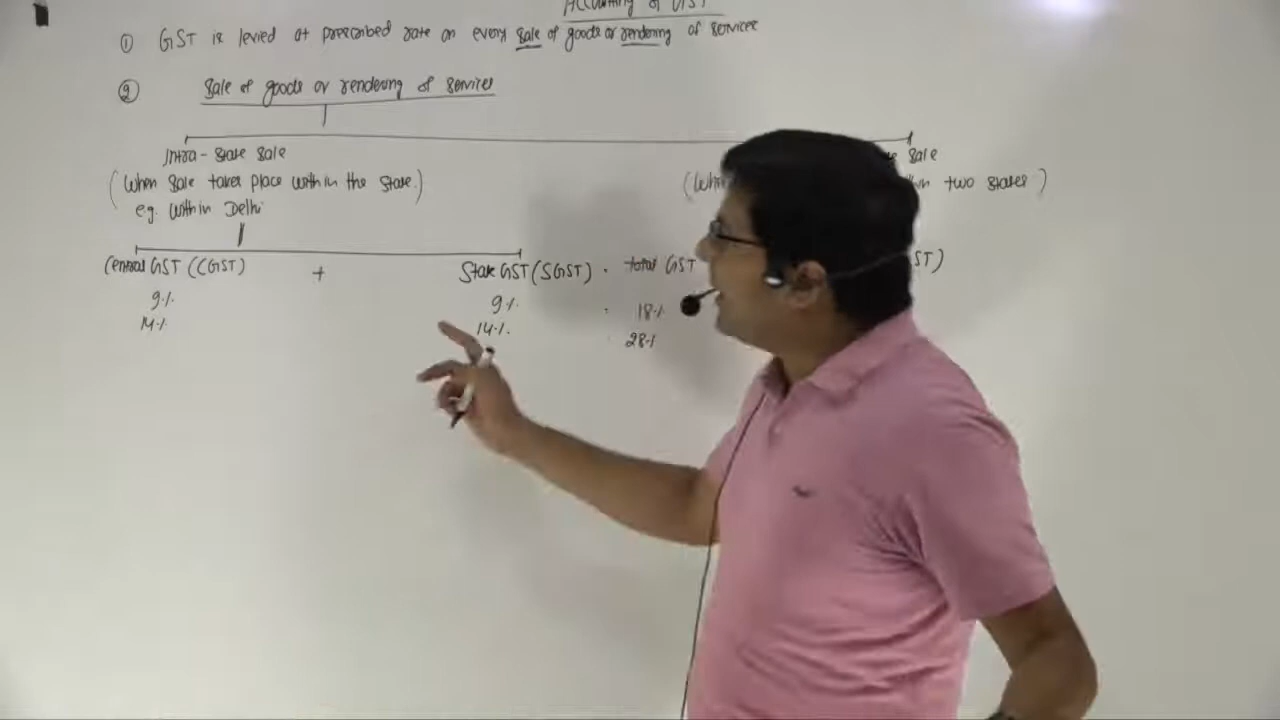 Accounting of GST
① GST is levied at prescribed rate on every sale of goods or rendering of services
② Sale of goods or rendering of services
Intra-State Sale
Sale
(When Sale takes Place within the State.)
two states)
eg. within Delhi
Central GST (CGST) + State GST (SGST) = total GST
ST)
9% 9% = 18%
14% 14% = 28%